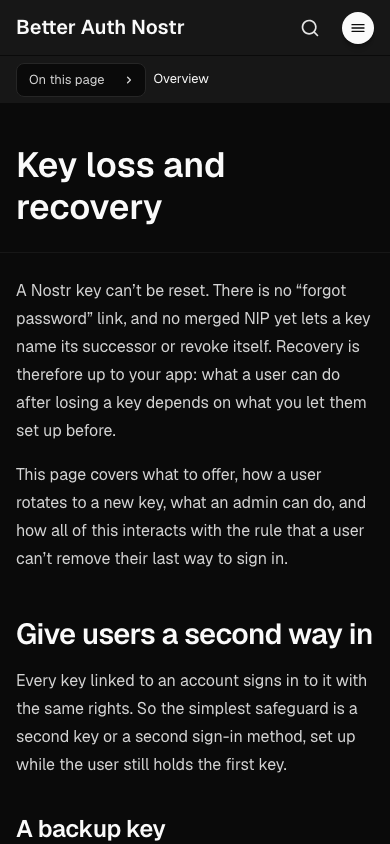 Better Auth Nostr
On this page
Overview
Key loss and
recovery
A Nostr key can’t be reset. There is no “forgot
password” link, and no merged NIP yet lets a key
name its successor or revoke itself. Recovery is
therefore up to your app: what a user can do
after losing a key depends on what you let them
set up before.
This page covers what to offer, how a user
rotates to a new key, what an admin can do, and
how all of this interacts with the rule that a user
can’t remove their last way to sign in.
Give users a second way in
Every key linked to an account signs in to it with
the same rights. So the simplest safeguard is a
second key or a second sign-in method, set up
while the user still holds the first key.
A backup key